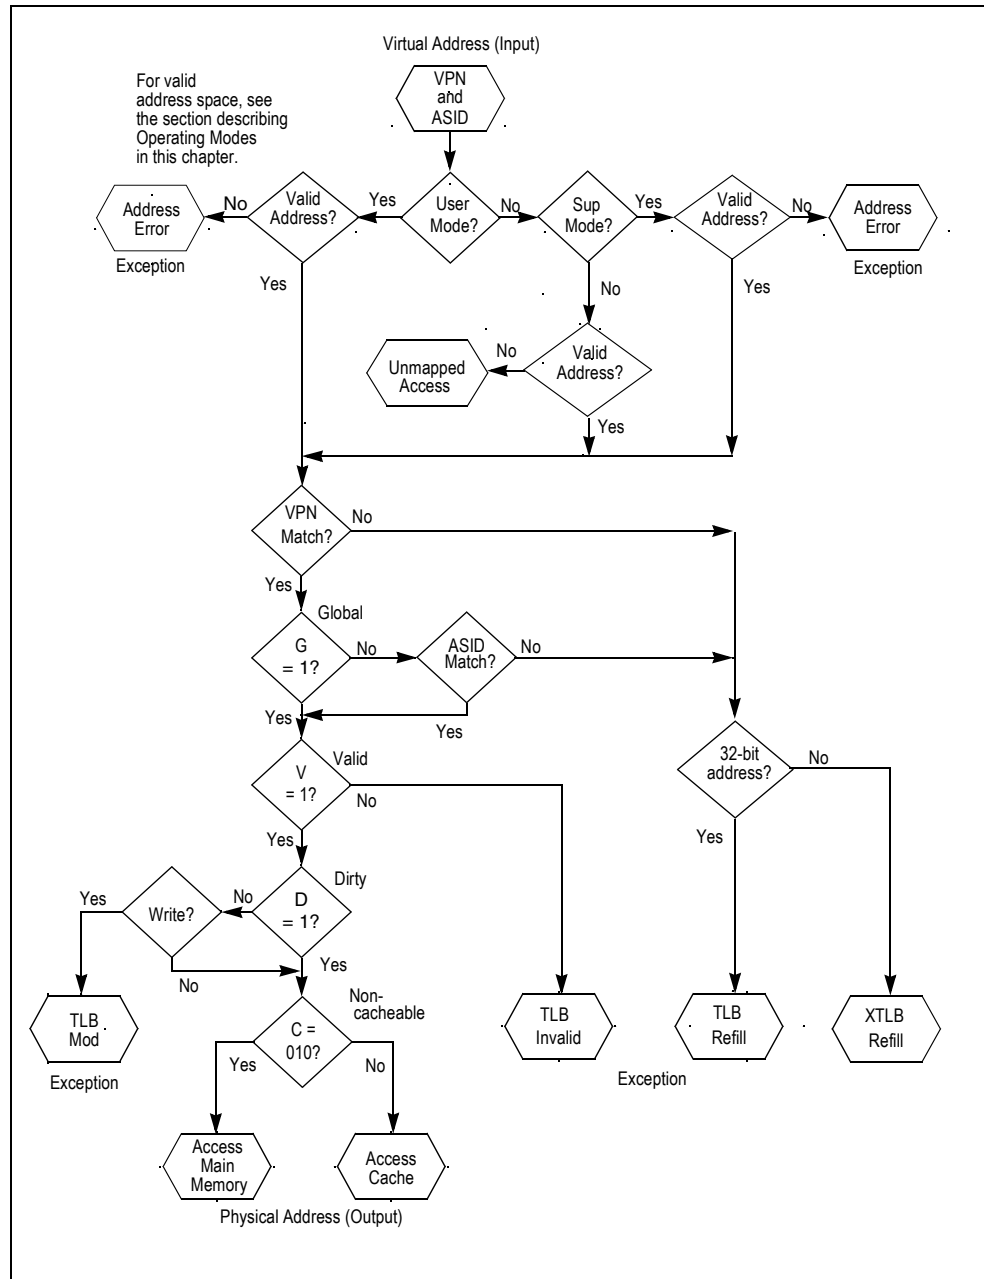 Virtual Address (Input)
For valid
address space, see
the section describing
Operating Modes
in this chapter.
VPN
and
ASID
No
Valid
Address?
Yes
User
Mode?
No
Sup
Mode?
Yes
Valid
Address?
No
Address
Error
Exception
Address
Error
Exception
Yes
No
Yes
No
Valid
Address?
Unmapped
Access
Yes
VPN
Match?
No
Yes
Global
G
= 1?
No
ASID
Match?
No
Yes
Yes
Valid
V
= 1?
No
32-bit
address?
No
Yes
Yes
Dirty
Yes
Write?
No
D
= 1?
No
Yes
Non-
cacheable
TLB
Mod
Exception
C =
010?
Yes
No
TLB
Invalid
TLB
Refill
XTLB
Refill
Exception
Access
Main
Memory
Access
Cache
Physical Address (Output)